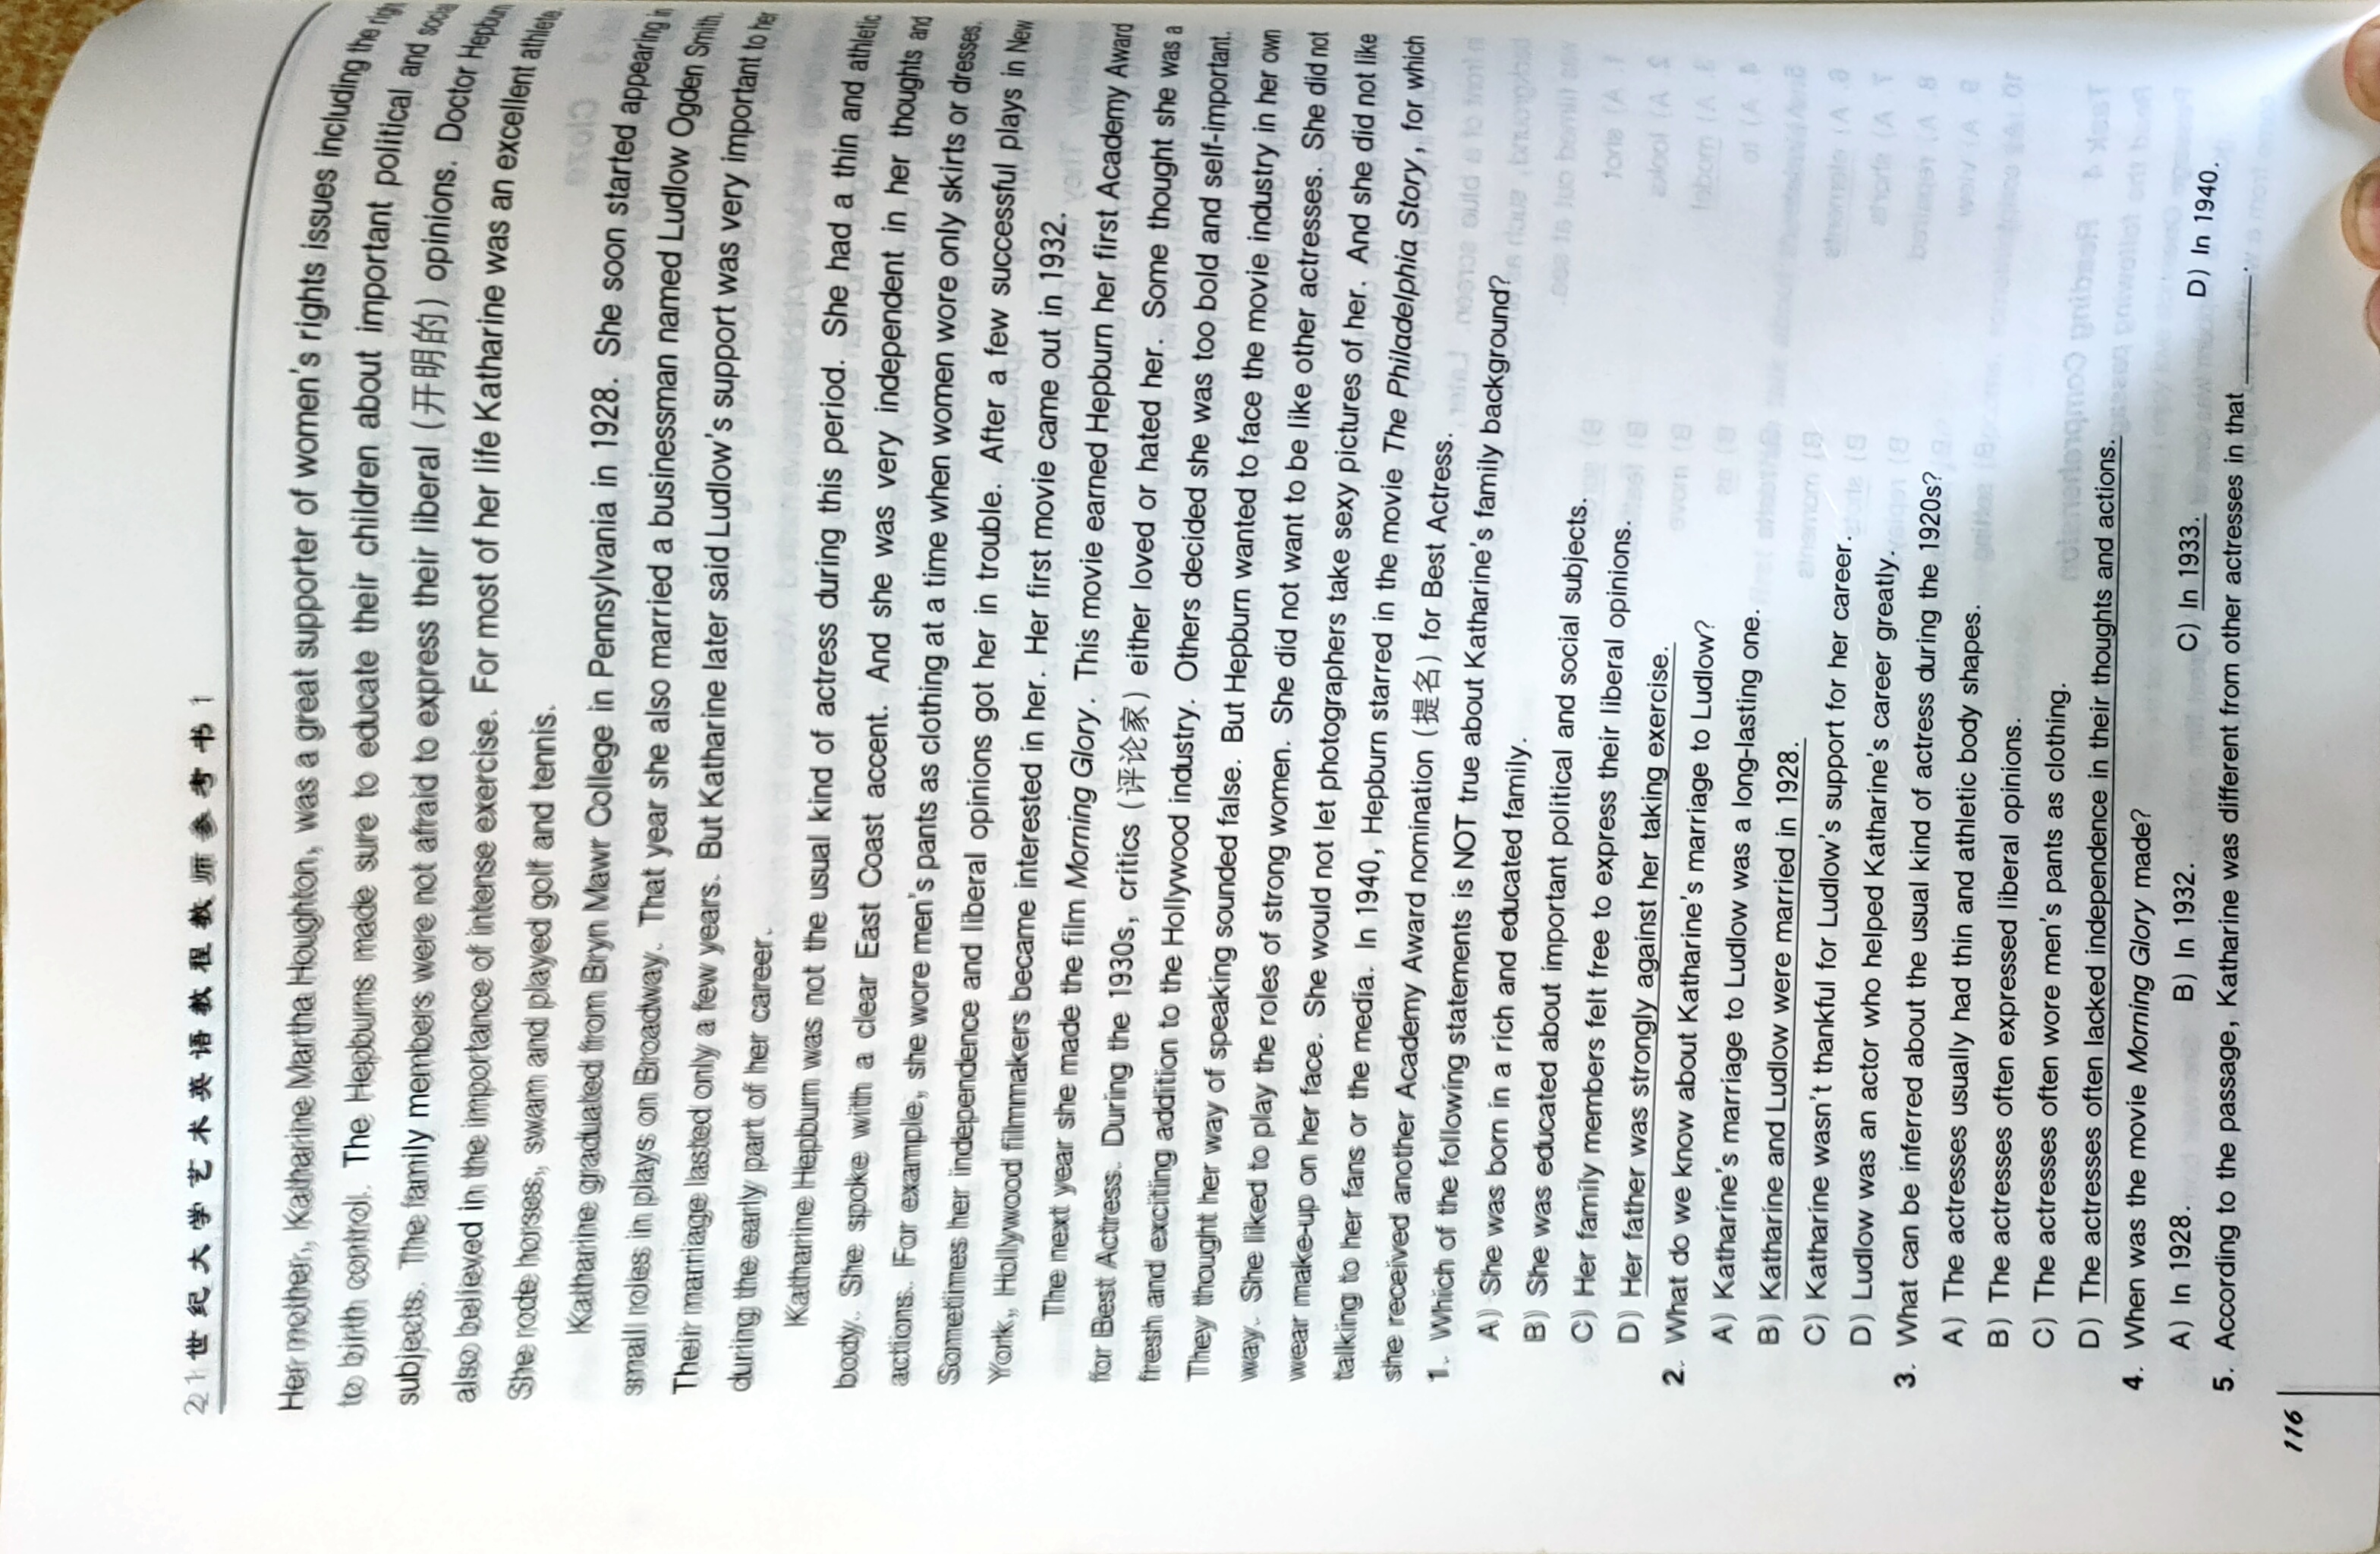 21 世纪大学艺术英语教程教师参考书 1
Her mother, Katharine Martha Houghton, was a great supporter of women's rights issues including the right
to birth control. The Hepburns made sure to educate their children about important political and social
subjects. The family members were not afraid to express their liberal (开明的) opinions. Doctor Hepburn
also believed in the importance of intense exercise. For most of her life Katharine was an excellent athlete.
She rode horses, swam and played golf and tennis.
Katharine graduated from Bryn Mawr College in Pennsylvania in 1928. She soon started appearing in
small roles in plays on Broadway. That year she also married a businessman named Ludlow Ogden Smith.
Their marriage lasted only a few years. But Katharine later said Ludlow's support was very important to her
during the early part of her career.
Katharine Hepburn was not the usual kind of actress during this period. She had a thin and athletic
body. She spoke with a clear East Coast accent. And she was very independent in her thoughts and
actions. For example, she wore men's pants as clothing at a time when women wore only skirts or dresses.
Sometimes her independence and liberal opinions got her in trouble. After a few successful plays in New
York, Hollywood filmmakers became interested in her. Her first movie came out in 1932.
The next year she made the film Morning Glory. This movie earned Hepburn her first Academy Award
for Best Actress. During the 1930s, critics (评论家) either loved or hated her. Some thought she was a
fresh and exciting addition to the Hollywood industry. Others decided she was too bold and self-important.
They thought her way of speaking sounded false. But Hepburn wanted to face the movie industry in her own
way. She liked to play the roles of strong women. She did not want to be like other actresses. She did not
wear make-up on her face. She would not let photographers take sexy pictures of her. And she did not like
talking to her fans or the media. In 1940, Hepburn starred in the movie The Philadelphia Story, for which
she received another Academy Award nomination (提名) for Best Actress.
1. Which of the following statements is NOT true about Katharine's family background?
A) She was born in a rich and educated family.
B) She was educated about important political and social subjects.
C) Her family members felt free to express their liberal opinions.
D) Her father was strongly against her taking exercise.
2. What do we know about Katharine's marriage to Ludlow?
A) Katharine's marriage to Ludlow was a long-lasting one.
B) Katharine and Ludlow were married in 1928.
C) Katharine wasn't thankful for Ludlow's support for her career.
D) Ludlow was an actor who helped Katharine's career greatly.
3. What can be inferred about the usual kind of actress during the 1920s?
A) The actresses usually had thin and athletic body shapes.
B) The actresses often expressed liberal opinions.
C) The actresses often wore men's pants as clothing.
D) The actresses often lacked independence in their thoughts and actions.
4. When was the movie Morning Glory made?
A) In 1928. B) In 1932. C) In 1933. D) In 1940.
5. According to the passage, Katharine was different from other actresses in that ______.
116